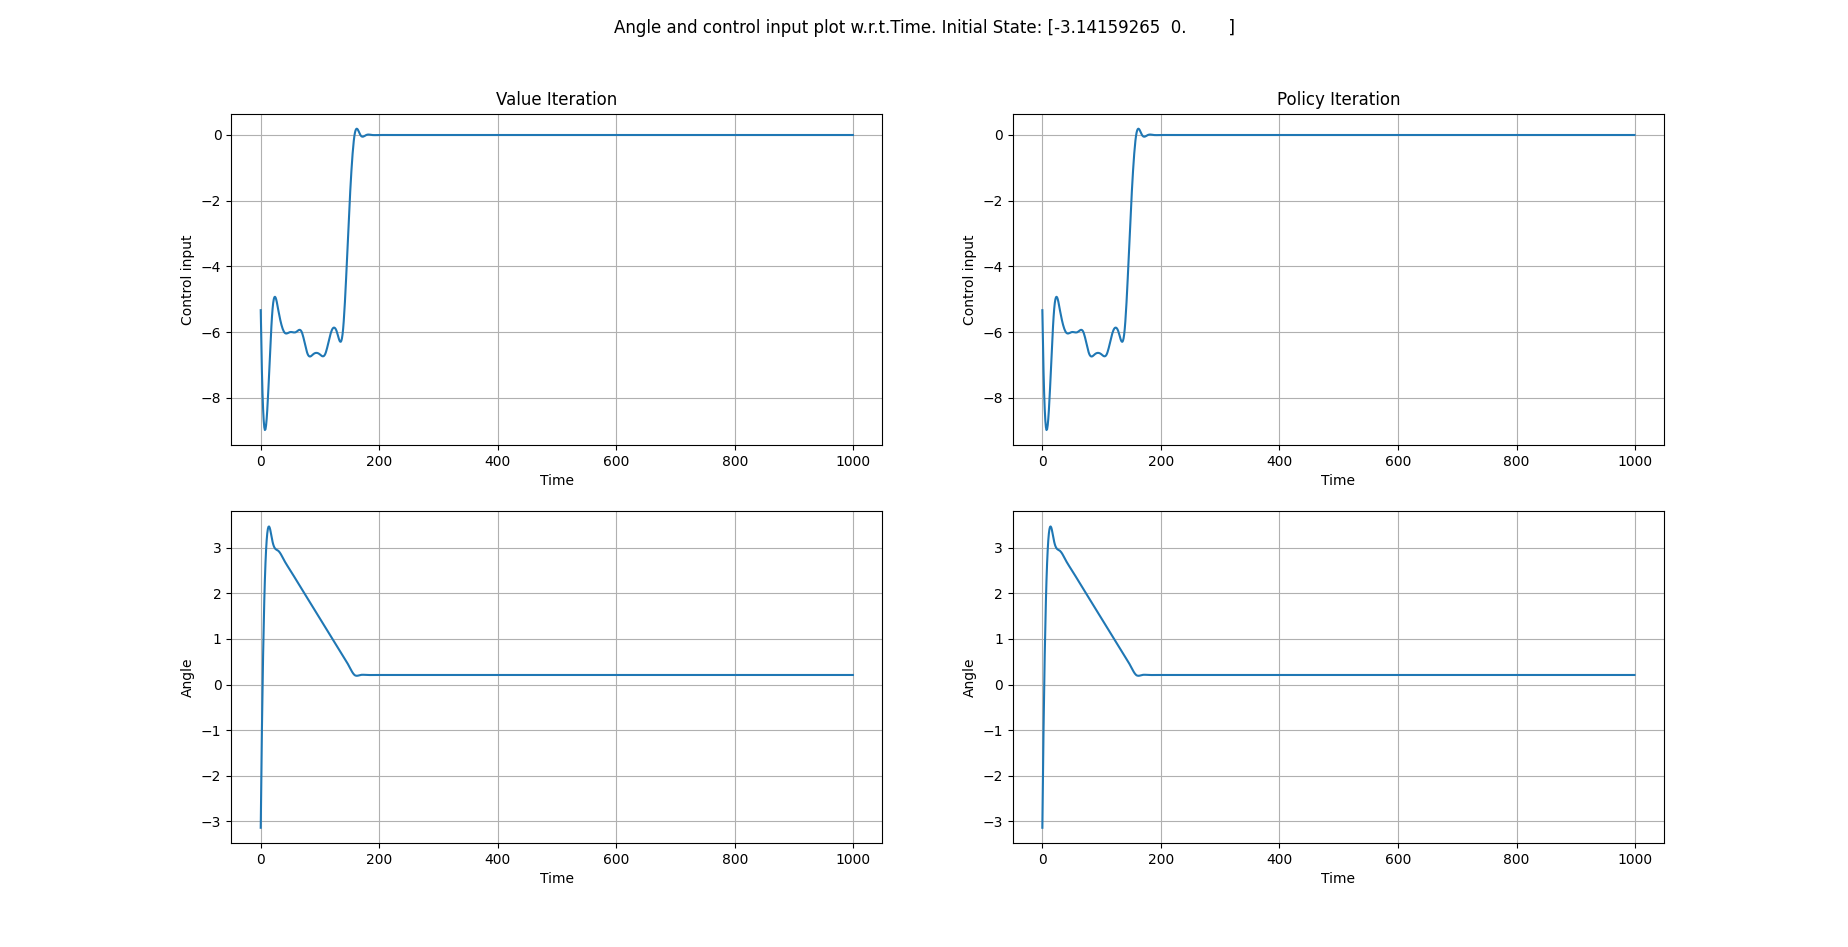 Angle and control input plot w.r.t.Time. Initial State: [-3.14159265  0.        ]
Value Iteration
Policy Iteration
Control input
0
−2
−4
−6
−8
0 200 400 600 800 1000
Time
Control input
0
−2
−4
−6
−8
0 200 400 600 800 1000
Time
Angle
3
2
1
0
−1
−2
−3
0 200 400 600 800 1000
Time
Angle
3
2
1
0
−1
−2
−3
0 200 400 600 800 1000
Time